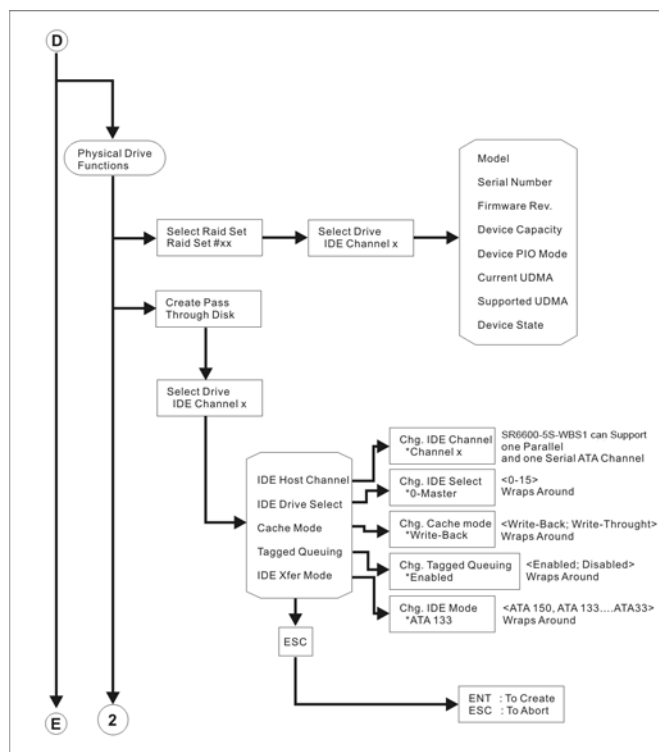 D
Physical Drive
Functions
Select Raid Set
Raid Set #xx
Select Drive
IDE Channel x
Model
Serial Number
Firmware Rev.
Device Capacity
Device PIO Mode
Current UDMA
Supported UDMA
Device State
Create Pass
Through Disk
Select Drive
IDE Channel x
IDE Host Channel
IDE Drive Select
Cache Mode
Tagged Queuing
IDE Xfer Mode
Chg. IDE Channel
*Channel x
SR6600-5S-WBS1 can Support
one Parallel
and one Serial ATA Channel
Chg. IDE Select
*0-Master
<0-15>
Wraps Around
Chg. Cache mode
*Write-Back
<Write-Back; Write-Throught>
Wraps Around
Chg. Tagged Queuing
*Enabled
<Enabled; Disabled>
Wraps Around
Chg. IDE Mode
*ATA 133
<ATA 150, ATA 133....ATA33>
Wraps Around
ESC
ENT : To Create
ESC : To Abort
E
2